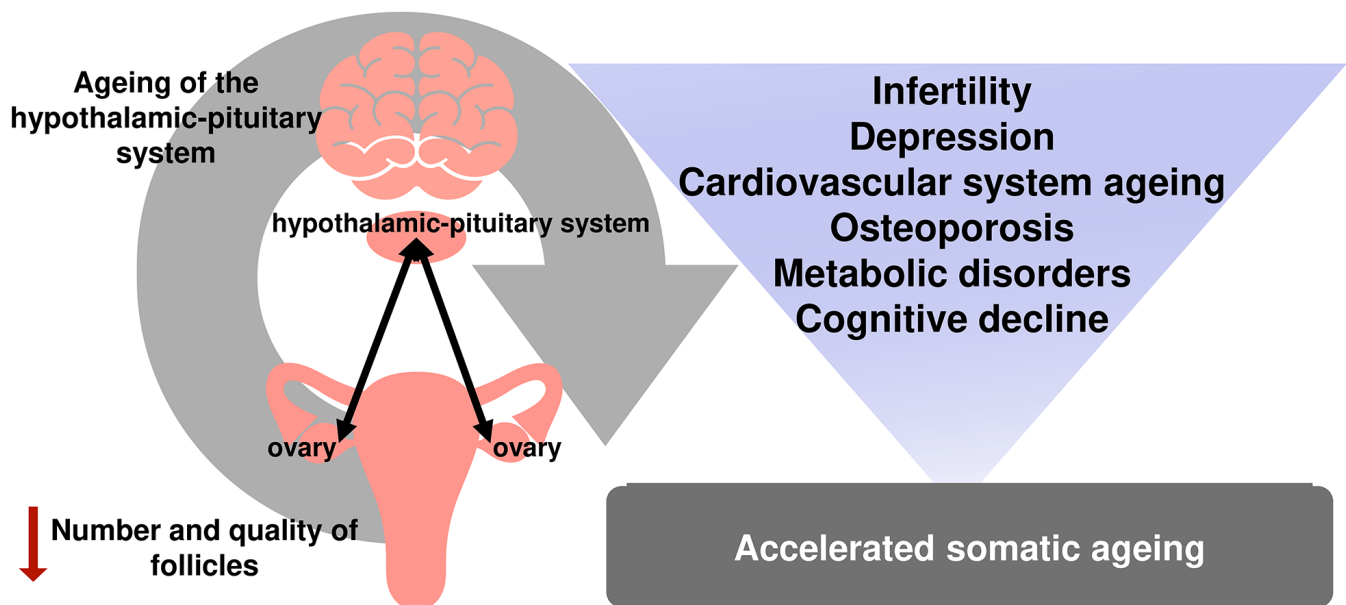 Ageing of the
hypothalamic-pituitary
system
hypothalamic-pituitary system
ovary
ovary
Number and quality of
follicles
Infertility
Depression
Cardiovascular system ageing
Osteoporosis
Metabolic disorders
Cognitive decline
Accelerated somatic ageing